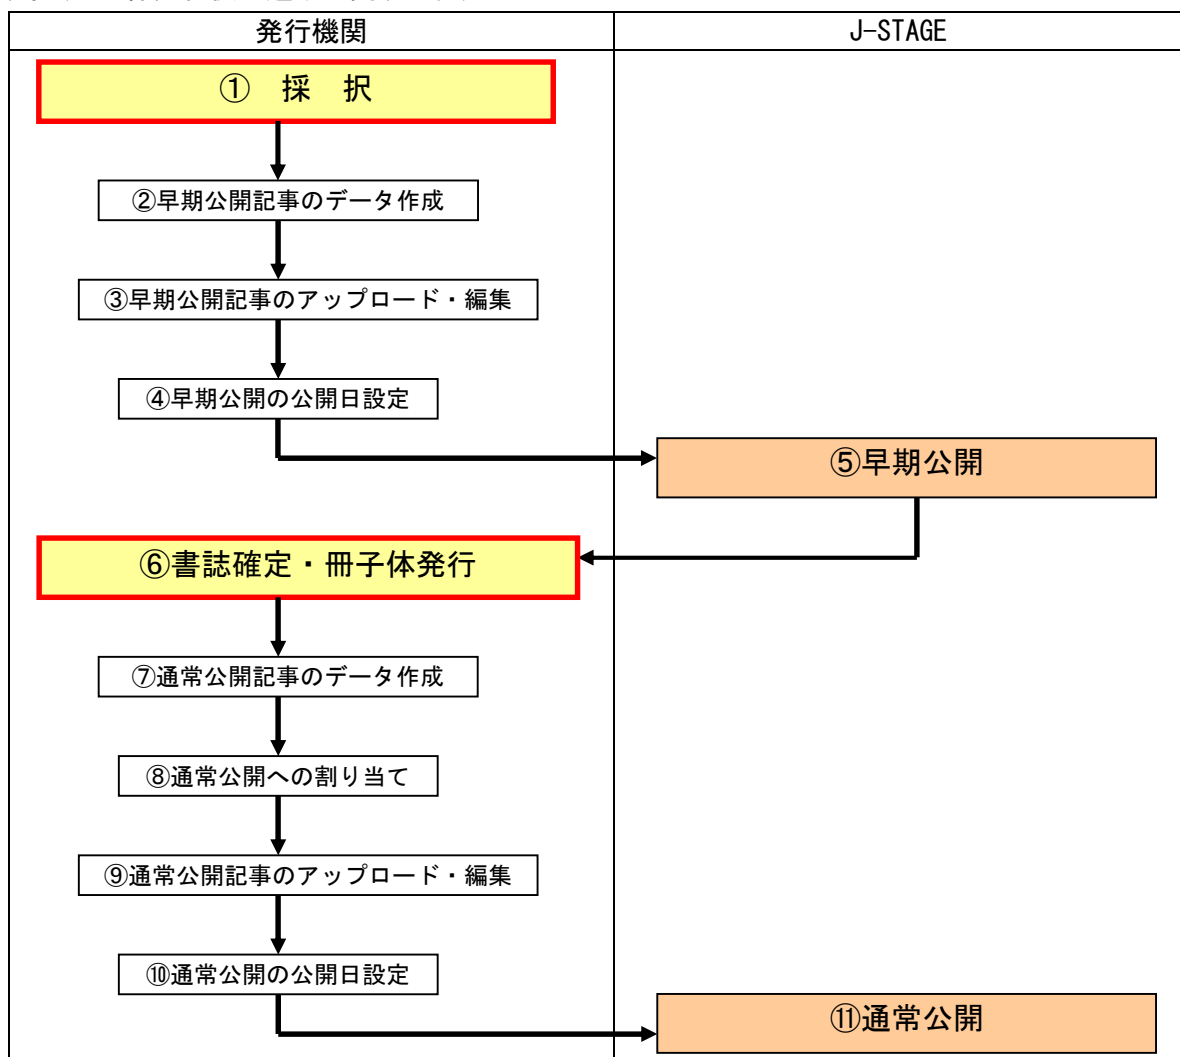 発行機関
J-STAGE
① 採 択
②早期公開記事のデータ作成
③早期公開記事のアップロード・編集
④早期公開の公開日設定
⑤早期公開
⑥書誌確定・冊子体発行
⑦通常公開記事のデータ作成
⑧通常公開への割り当て
⑨通常公開記事のアップロード・編集
⑩通常公開の公開日設定
⑪通常公開